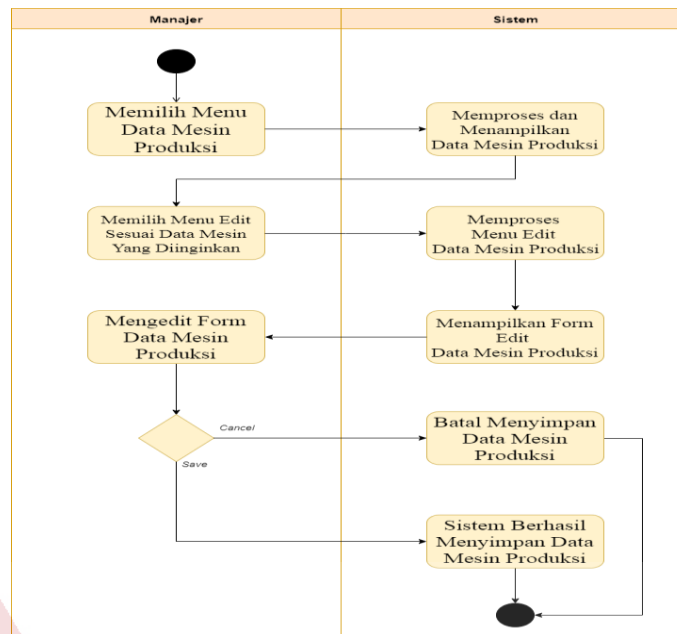 Manajer
Sistem
Memilih Menu
Data Mesin
Produksi
Memproses dan
Menampilkan
Data Mesin Produksi
Memilih Menu Edit
Sesuai Data Mesin
Yang Diinginkan
Memproses
Menu Edit
Data Mesin Produksi
Menampilkan Form
Edit
Data Mesin Produksi
Mengedit Form
Data Mesin
Produksi
Cancel
Save
Batal Menyimpan
Data Mesin
Produksi
Sistem Berhasil
Menyimpan Data
Mesin Produksi